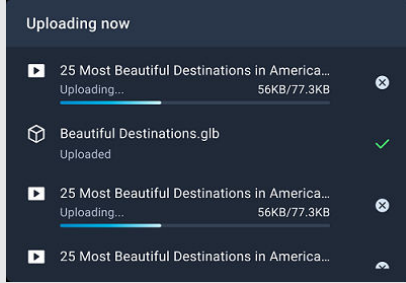 Uploading now
25 Most Beautiful Destinations in America...
Uploading... 56KB/77.3KB
Beautiful Destinations.glb
Uploaded
25 Most Beautiful Destinations in America...
Uploading... 56KB/77.3KB
25 Most Beautiful Destinations in America...